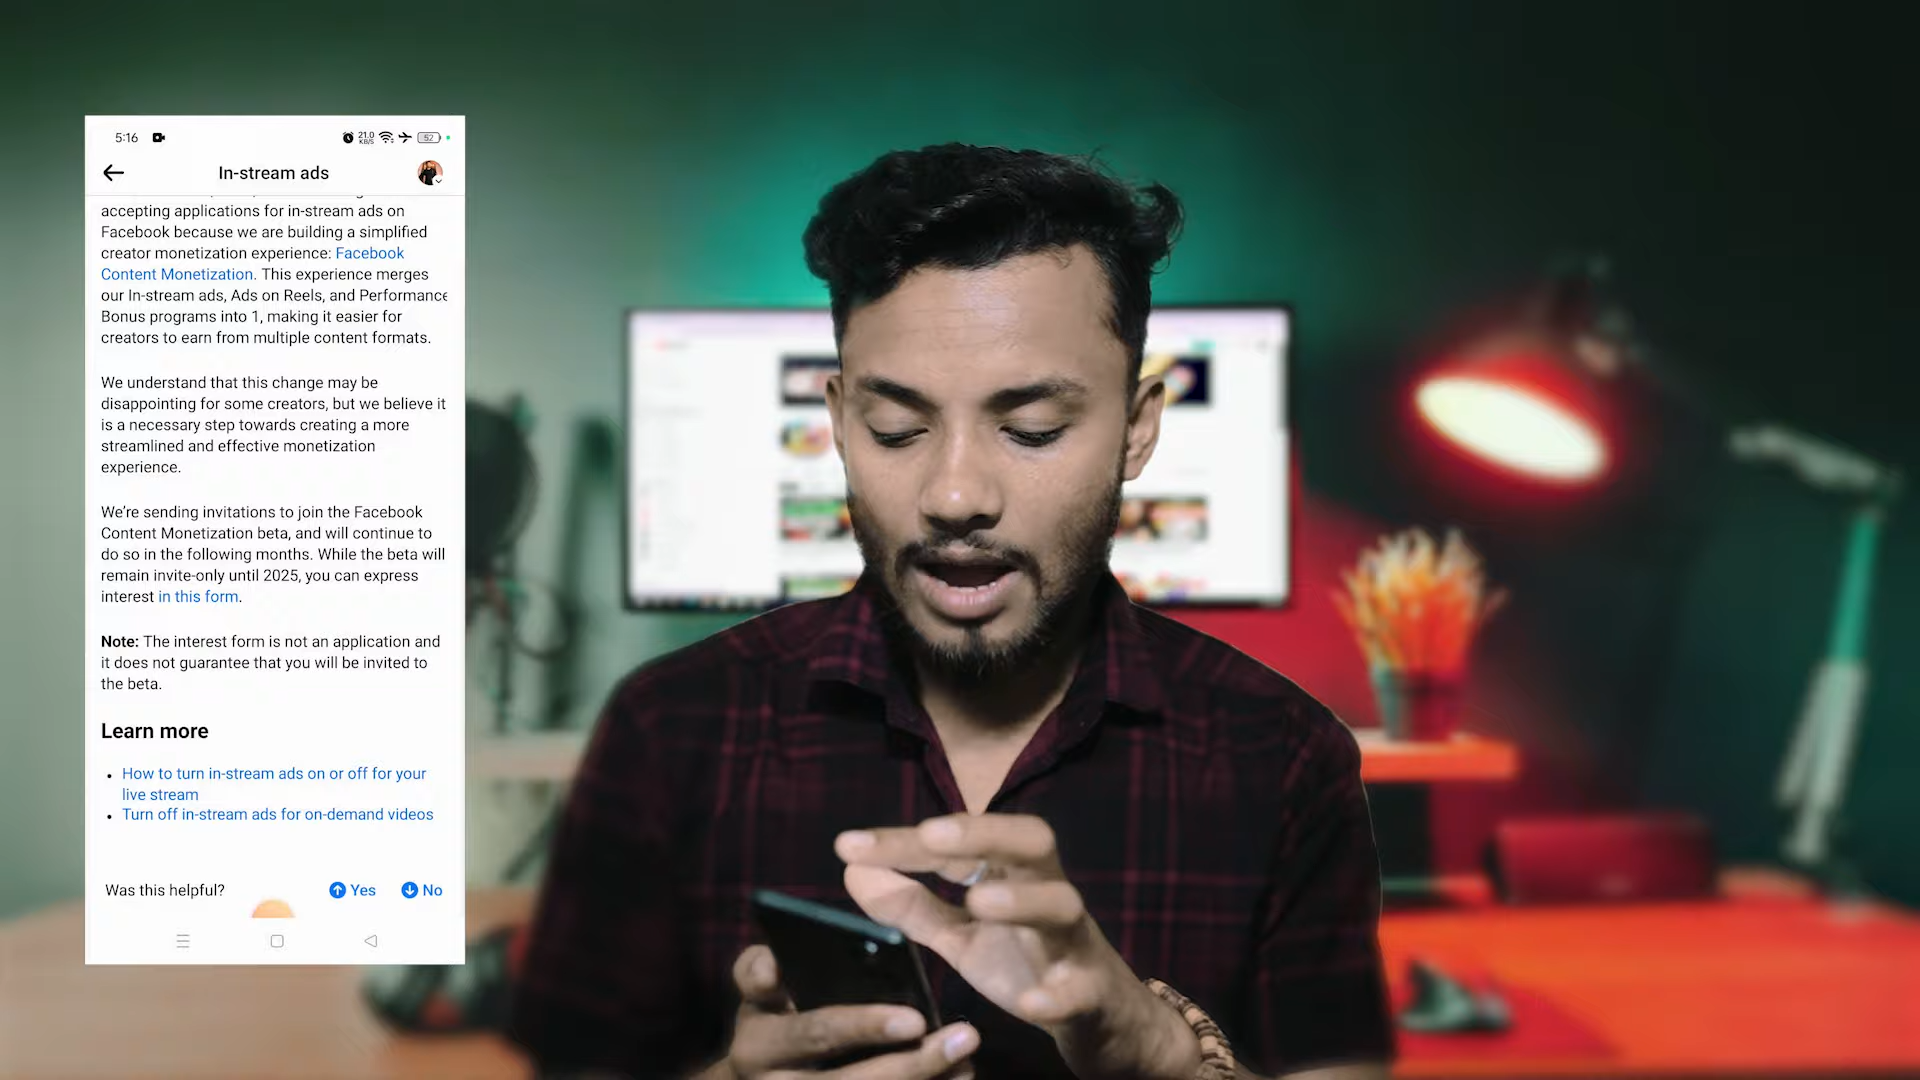 5:16
21.0
KB/S
52
In-stream ads
accepting applications for in-stream ads on
Facebook because we are building a simplified
creator monetization experience: Facebook
Content Monetization. This experience merges
our In-stream ads, Ads on Reels, and Performance
Bonus programs into 1, making it easier for
creators to earn from multiple content formats.
We understand that this change may be
disappointing for some creators, but we believe it
is a necessary step towards creating a more
streamlined and effective monetization
experience.
We're sending invitations to join the Facebook
Content Monetization beta, and will continue to
do so in the following months. While the beta will
remain invite-only until 2025, you can express
interest in this form.
Note: The interest form is not an application and
it does not guarantee that you will be invited to
the beta.
Learn more
• How to turn in-stream ads on or off for your
live stream
• Turn off in-stream ads for on-demand videos
Was this helpful?
Yes
No